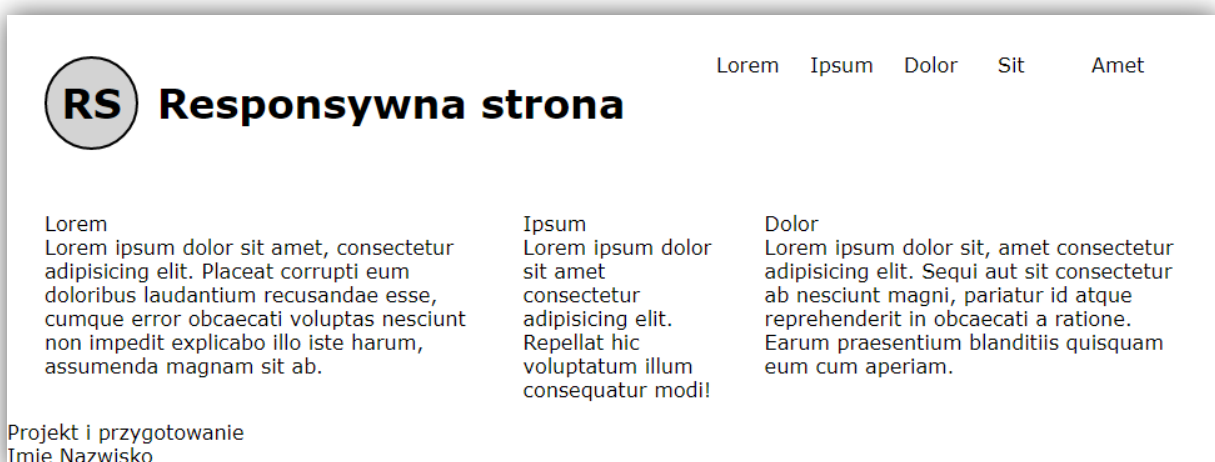 RS Responsywna strona
Lorem Ipsum Dolor Sit Amet
Lorem
Lorem ipsum dolor sit amet, consectetur
adipisicing elit. Placeat corrupti eum
doloribus laudantium recusandae esse,
cumque error obcaecati voluptas nesciunt
non impedit explicabo illo iste harum,
assumenda magnam sit ab.
Ipsum
Lorem ipsum dolor
sit amet
consectetur
adipisicing elit.
Repellat hic
voluptatum illum
consequatur modi!
Dolor
Lorem ipsum dolor sit, amet consectetur
adipisicing elit. Sequi aut sit consectetur
ab nesciunt magni, pariatur id atque
reprehenderit in obcaecati a ratione.
Earum praesentium blanditiis quisquam
eum cum aperiam.
Projekt i przygotowanie
Imię Nazwisko